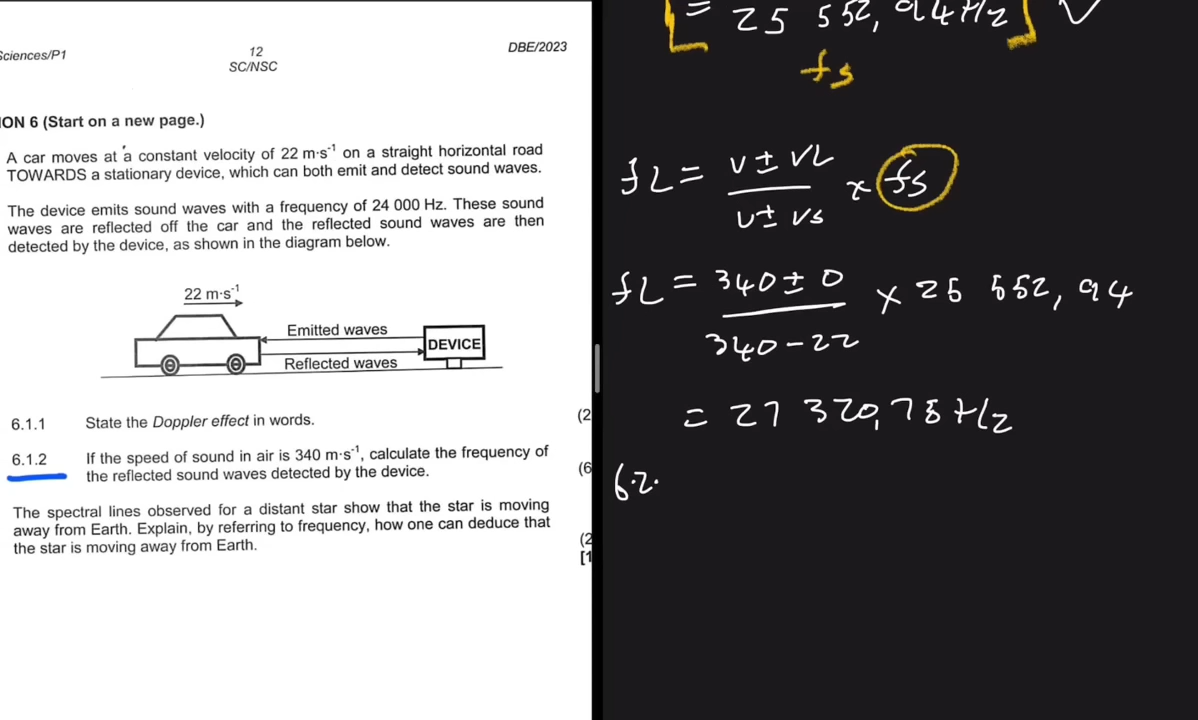 Sciences/P1
12
SC/NSC
DBE/2023
ION 6 (Start on a new page.)
A car moves at a constant velocity of 22 m·s⁻¹ on a straight horizontal road
TOWARDS a stationary device, which can both emit and detect sound waves.
The device emits sound waves with a frequency of 24 000 Hz. These sound
waves are reflected off the car and the reflected sound waves are then
detected by the device, as shown in the diagram below.
22 m·s⁻¹
Emitted waves
DEVICE
Reflected waves
6.1.1 State the Doppler effect in words. (2
6.1.2 If the speed of sound in air is 340 m·s⁻¹, calculate the frequency of
the reflected sound waves detected by the device. (6
The spectral lines observed for a distant star show that the star is moving
away from Earth. Explain, by referring to frequency, how one can deduce that
the star is moving away from Earth. (2
[1
= 25 552,94Hz
fs
fL = v ± vL / v ± vs × fs
fL = 340 ± 0 / 340 - 22 × 25 552,94
= 27 320,75 Hz
6.2.